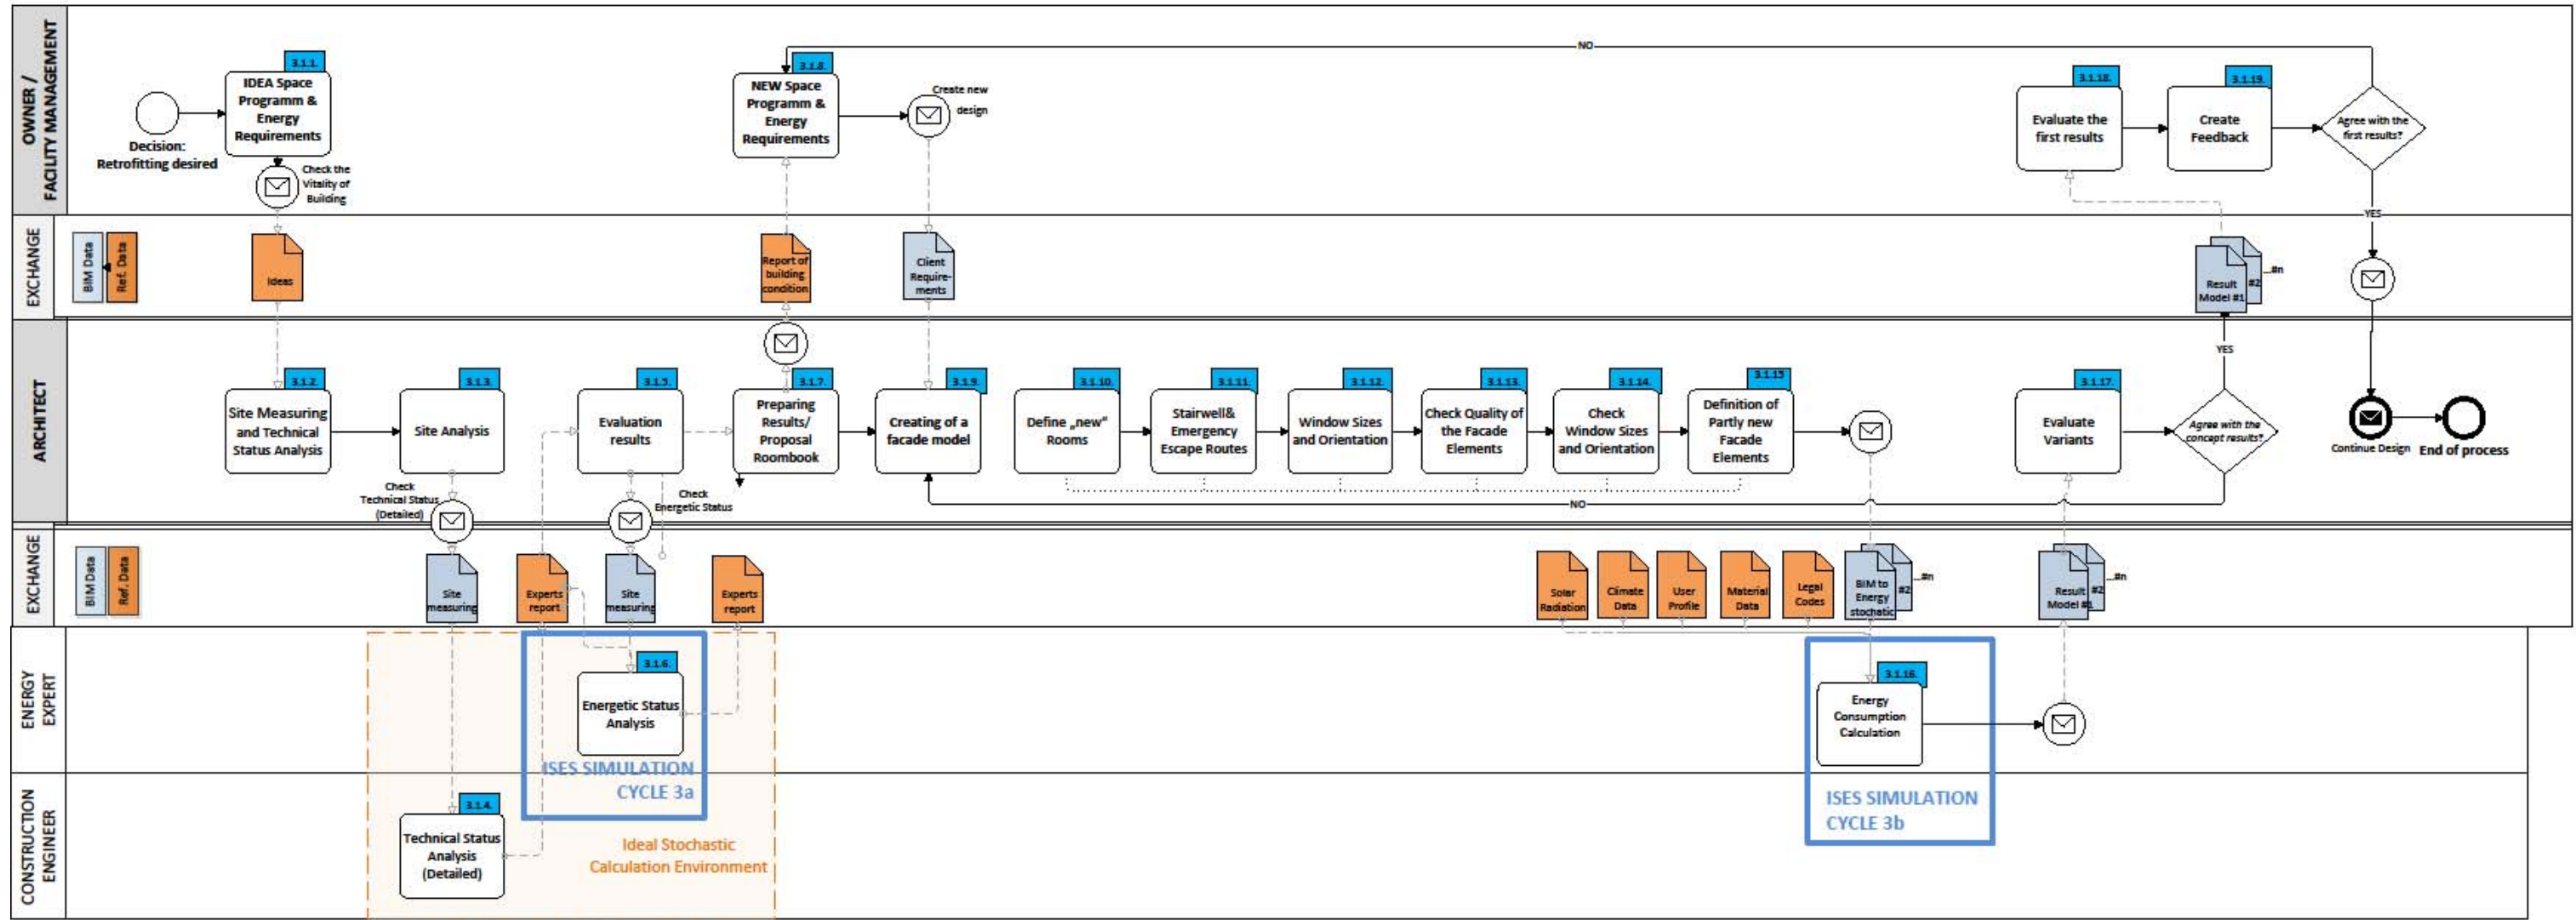 OWNER /
FACILITY MANAGEMENT
Decision:
Retrofitting desired
3.1.1.
IDEA Space
Programm &
Energy
Requirements
Check the
Vitality of
Building
3.1.8.
NEW Space
Programm &
Energy
Requirements
Create new
design
NO
3.1.18.
Evaluate the
first results
3.1.19.
Create
Feedback
Agree with the
first results?
YES
EXCHANGE
BIM Data
Ref. Data
Ideas
Report of
building
condition
Client
Require-
ments
Result
Model #1
#2
...#n
ARCHITECT
3.1.2.
Site Measuring
and Technical
Status Analysis
3.1.3.
Site Analysis
Check
Technical Status
(Detailed)
3.1.5.
Evaluation
results
Check
Energetic Status
3.1.7.
Preparing
Results/
Proposal
Roombook
3.1.9.
Creating of a
facade model
3.1.10.
Define „new“
Rooms
3.1.11.
Stairwell&
Emergency
Escape Routes
3.1.12.
Window Sizes
and Orientation
3.1.13.
Check Quality of
the Facade
Elements
3.1.14.
Check
Window Sizes
and Orientation
3.1.15
Definition of
Partly new
Facade
Elements
3.1.17.
Evaluate
Variants
YES
Agree with the
concept results?
NO
Continue Design
End of process
EXCHANGE
BIM Data
Ref. Data
Site
measuring
Experts
report
Site
measuring
Experts
report
Solar
Radiation
Climate
Data
User
Profile
Material
Data
Legal
Codes
BIM to
Energy
stochatic
#2
...#n
Result
Model #1
#2
...#n
ENERGY
EXPERT
3.1.6.
Energetic Status
Analysis
ISES SIMULATION
CYCLE 3a
3.1.16.
Energy
Consumption
Calculation
ISES SIMULATION
CYCLE 3b
CONSTRUCTION
ENGINEER
3.1.4.
Technical Status
Analysis
(Detailed)
Ideal Stochastic
Calculation Environment